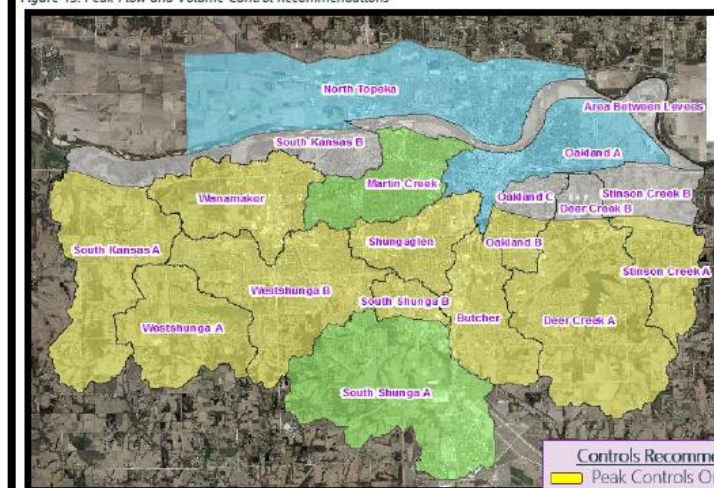 Figure 15. Peak Flow and Volume Control Recommendations
North Topeka
Area Between Levees
South Kansas B
Oakland A
Martin Creek
Wanamaker
Oakland C
Stinson Creek B
Deer Creek B
Shungaglen
Oakland B
South Kansas A
Stinson Creek A
Westshunga B
South Shunga B
Westshunga A
Butcher
Deer Creek A
South Shunga A
Controls Recomme
Peak Controls O